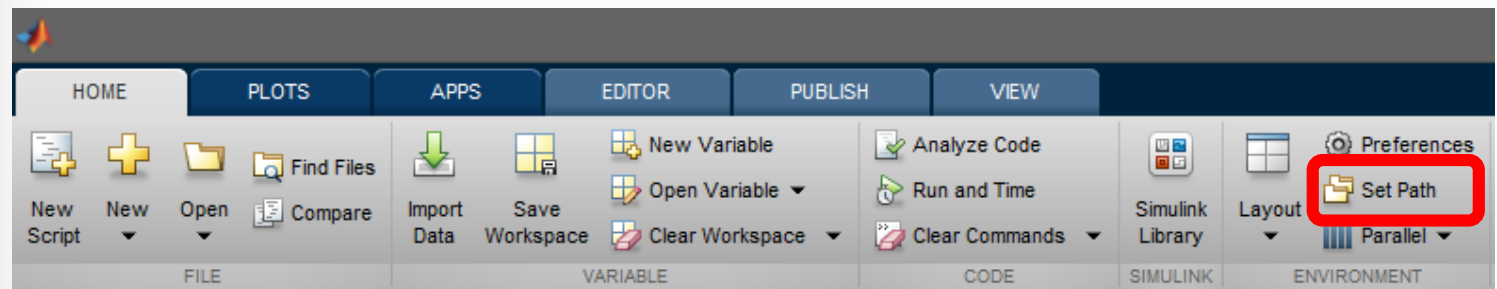 HOME PLOTS APPS EDITOR PUBLISH VIEW
New Script
New
Open
Find Files
Compare
FILE
Import Data
Save Workspace
New Variable
Open Variable
Clear Workspace
VARIABLE
Analyze Code
Run and Time
Clear Commands
CODE
Simulink Library
SIMULINK
Layout
Preferences
Set Path
Parallel
ENVIRONMENT